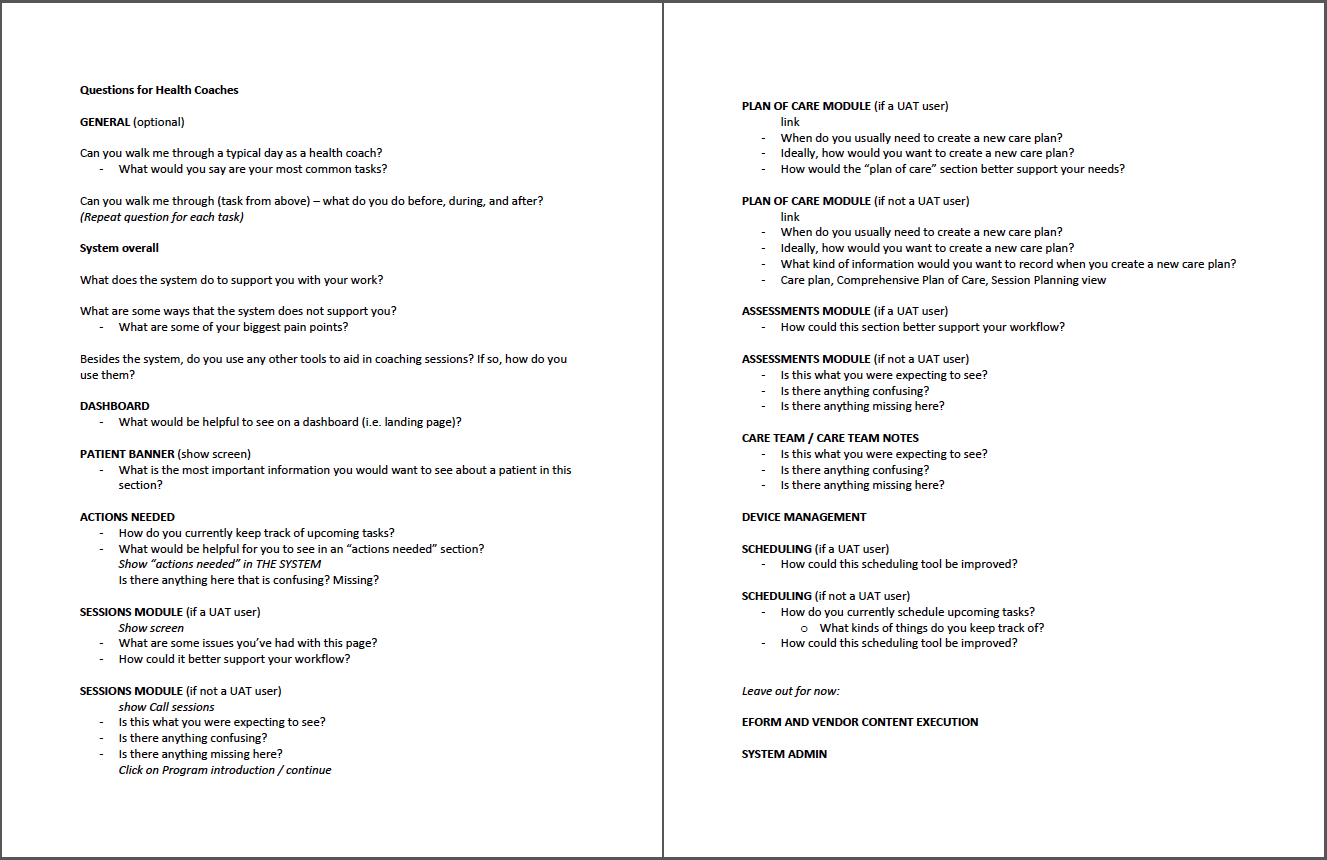 Questions for Health Coaches
GENERAL (optional)
Can you walk me through a typical day as a health coach?
- What would you say are your most common tasks?
Can you walk me through (task from above) – what do you do before, during, and after?
(Repeat question for each task)
System overall
What does the system do to support you with your work?
What are some ways that the system does not support you?
- What are some of your biggest pain points?
Besides the system, do you use any other tools to aid in coaching sessions? If so, how do you
use them?
DASHBOARD
- What would be helpful to see on a dashboard (i.e. landing page)?
PATIENT BANNER (show screen)
- What is the most important information you would want to see about a patient in this
section?
ACTIONS NEEDED
- How do you currently keep track of upcoming tasks?
- What would be helpful for you to see in an “actions needed” section?
Show “actions needed” in THE SYSTEM
Is there anything here that is confusing? Missing?
SESSIONS MODULE (if a UAT user)
Show screen
- What are some issues you’ve had with this page?
- How could it better support your workflow?
SESSIONS MODULE (if not a UAT user)
show Call sessions
- Is this what you were expecting to see?
- Is there anything confusing?
- Is there anything missing here?
Click on Program introduction / continue
PLAN OF CARE MODULE (if a UAT user)
link
- When do you usually need to create a new care plan?
- Ideally, how would you want to create a new care plan?
- How would the “plan of care” section better support your needs?
PLAN OF CARE MODULE (if not a UAT user)
link
- When do you usually need to create a new care plan?
- Ideally, how would you want to create a new care plan?
- What kind of information would you want to record when you create a new care plan?
- Care plan, Comprehensive Plan of Care, Session Planning view
ASSESSMENTS MODULE (if a UAT user)
- How could this section better support your workflow?
ASSESSMENTS MODULE (if not a UAT user)
- Is this what you were expecting to see?
- Is there anything confusing?
- Is there anything missing here?
CARE TEAM / CARE TEAM NOTES
- Is this what you were expecting to see?
- Is there anything confusing?
- Is there anything missing here?
DEVICE MANAGEMENT
SCHEDULING (if a UAT user)
- How could this scheduling tool be improved?
SCHEDULING (if not a UAT user)
- How do you currently schedule upcoming tasks?
o What kinds of things do you keep track of?
- How could this scheduling tool be improved?
Leave out for now:
EFORM AND VENDOR CONTENT EXECUTION
SYSTEM ADMIN